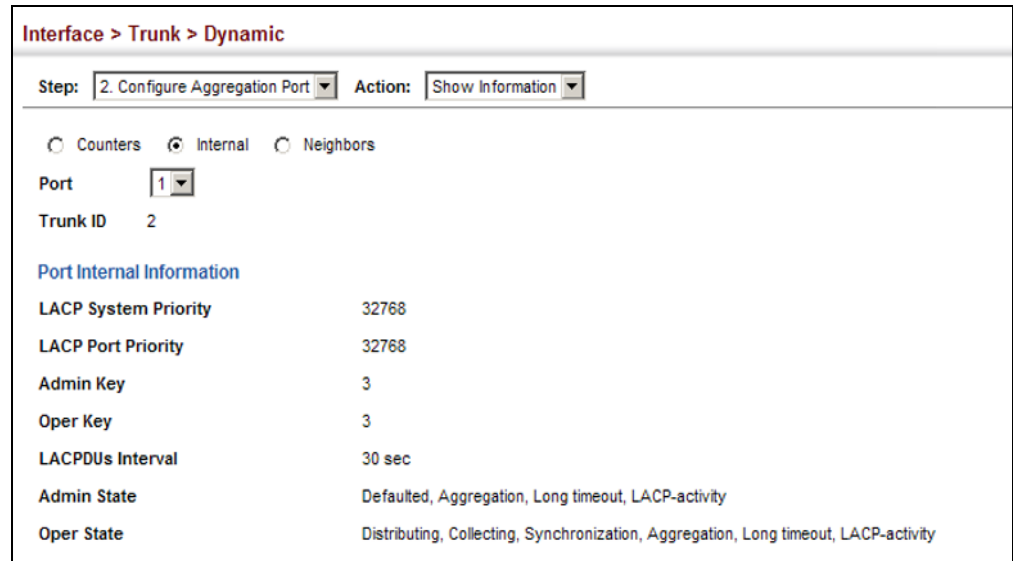 Interface > Trunk > Dynamic
Step: 2. Configure Aggregation Port Action: Show Information
Counters Internal Neighbors
Port 1
Trunk ID 2
Port Internal Information
LACP System Priority 32768
LACP Port Priority 32768
Admin Key 3
Oper Key 3
LACPDUs Interval 30 sec
Admin State Defaulted, Aggregation, Long timeout, LACP-activity
Oper State Distributing, Collecting, Synchronization, Aggregation, Long timeout, LACP-activity